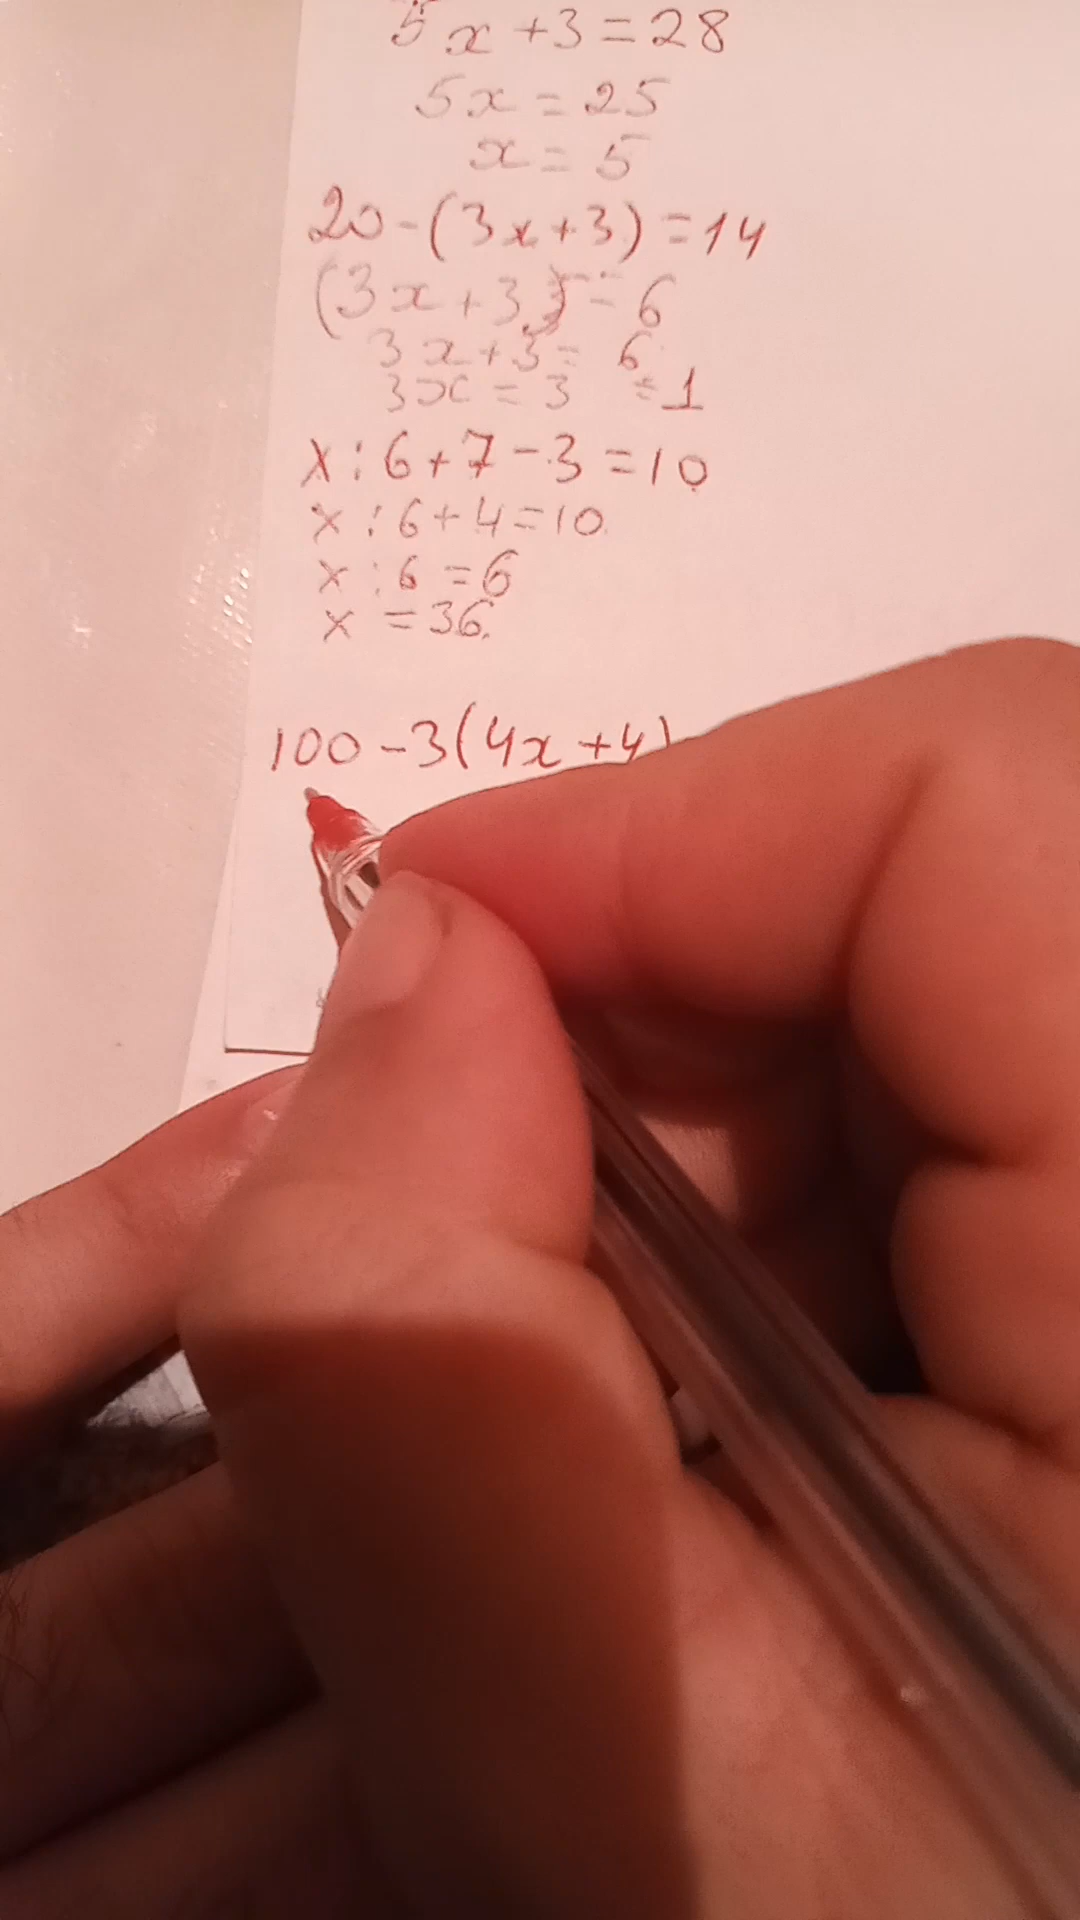 5x+3=28
5x=25
x=5
20-(3x+3)=14
(3x+3)=6
3x+3=6
3x=3 =1
x:6+7-3=10
x:6+4=10
x:6=6
x=36
100-3(4x+4)